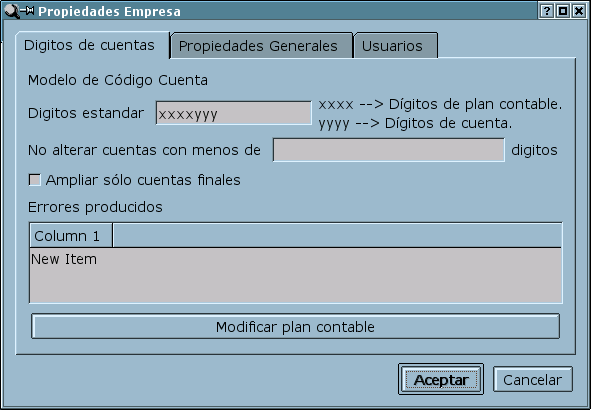 Propiedades Empresa
Digitos de cuentas
Propiedades Generales
Usuarios
Modelo de Código Cuenta
Digitos estandar
xxxxyyy
xxxx --> Dígitos de plan contable.
yyyy --> Dígitos de cuenta.
No alterar cuentas con menos de
digitos
Ampliar sólo cuentas finales
Errores producidos
Column 1
New Item
Modificar plan contable
Aceptar
Cancelar